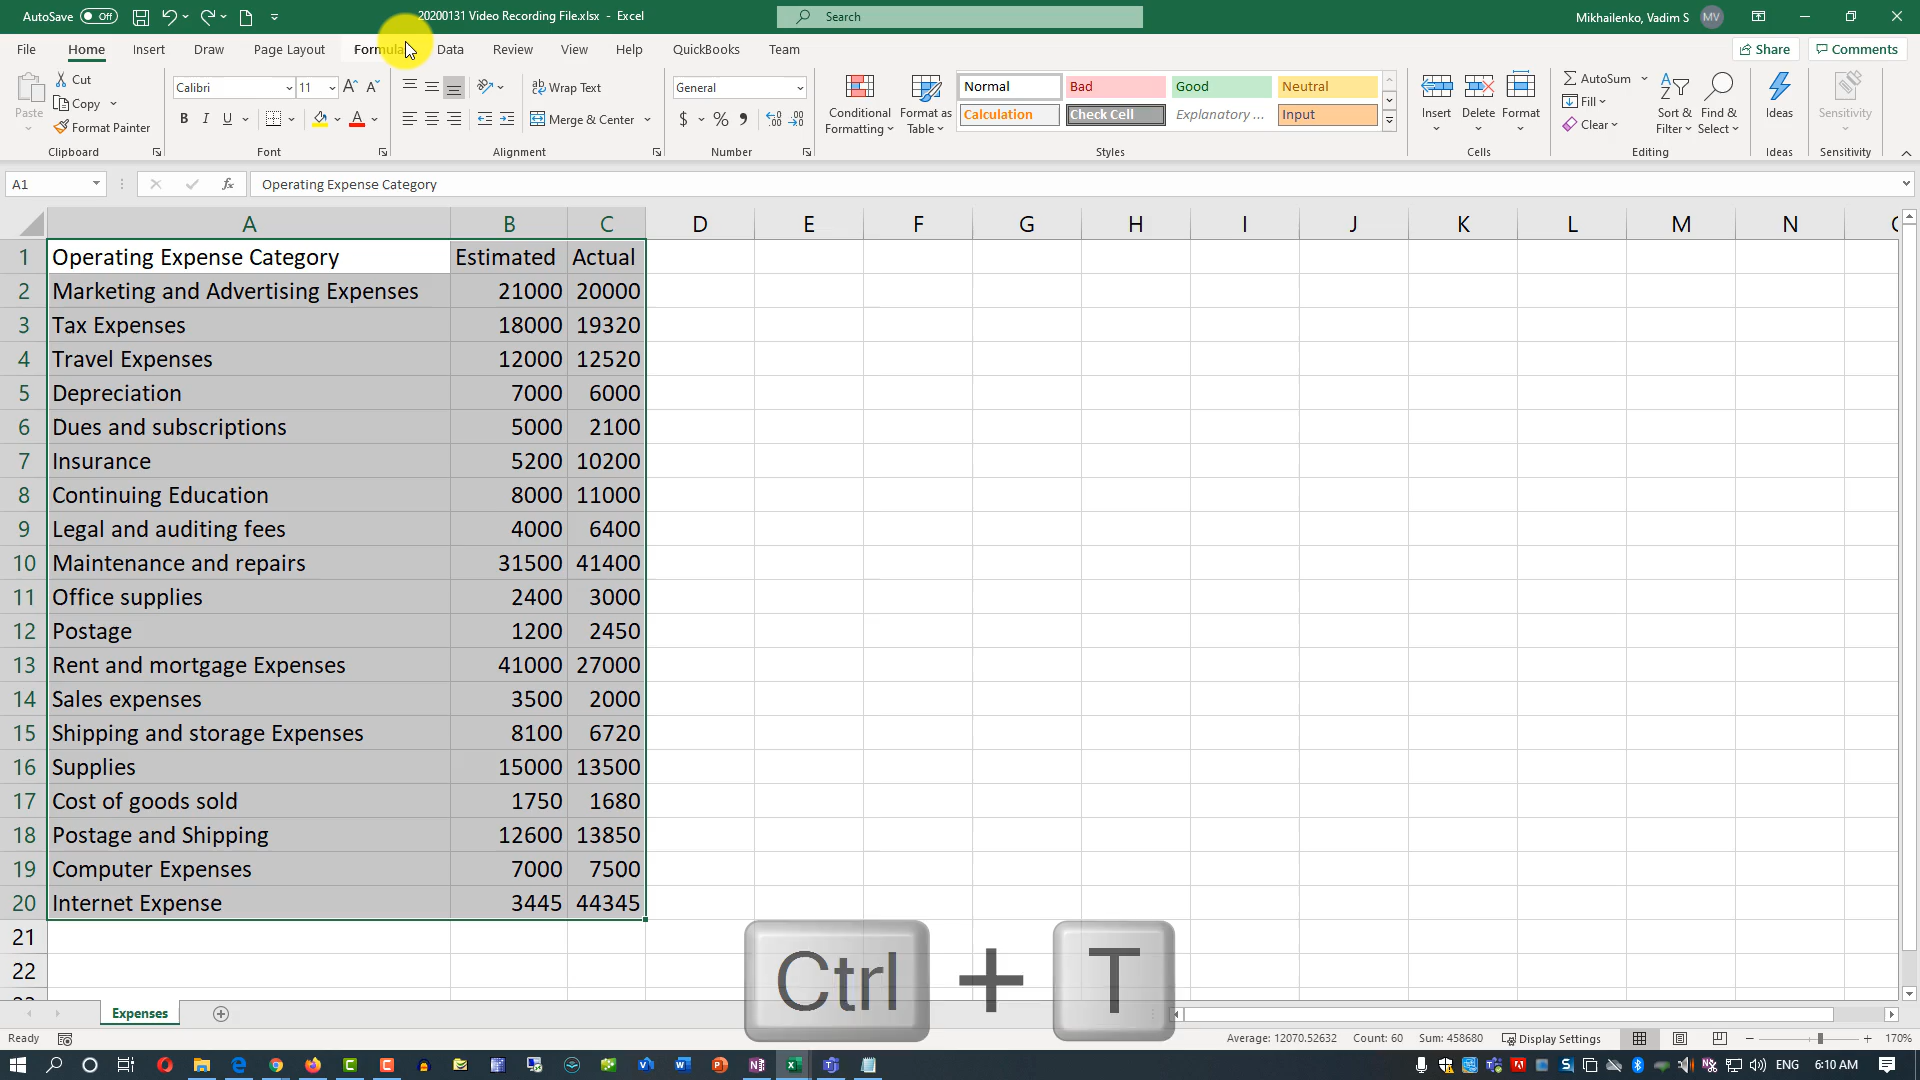 AutoSave Off 20200131 Video Recording File.xlsx - Excel Search Mikhailenko, Vadim S MV
File Home Insert Draw Page Layout Formulas Data Review View Help QuickBooks Team Share Comments
Cut
Copy
Format Painter
Paste
Clipboard
Calibri 11
B I U
Font
Wrap Text
Merge & Center
Alignment
General
$ % 9
Number
Conditional Formatting
Format as Table
Normal Bad Good Neutral
Calculation Check Cell Explanatory ... Input
Styles
Insert Delete Format
Cells
AutoSum
Fill
Clear
Sort & Filter
Find & Select
Editing
Ideas
Ideas
Sensitivity
Sensitivity
A1 fx Operating Expense Category
A B C D E F G H I J K L M N
1 Operating Expense Category Estimated Actual
2 Marketing and Advertising Expenses 21000 20000
3 Tax Expenses 18000 19320
4 Travel Expenses 12000 12520
5 Depreciation 7000 6000
6 Dues and subscriptions 5000 2100
7 Insurance 5200 10200
8 Continuing Education 8000 11000
9 Legal and auditing fees 4000 6400
10 Maintenance and repairs 31500 41400
11 Office supplies 2400 3000
12 Postage 1200 2450
13 Rent and mortgage Expenses 41000 27000
14 Sales expenses 3500 2000
15 Shipping and storage Expenses 8100 6720
16 Supplies 15000 13500
17 Cost of goods sold 1750 1680
18 Postage and Shipping 12600 13850
19 Computer Expenses 7000 7500
20 Internet Expense 3445 44345
21
22
Ctrl + T
Expenses
Ready Average: 12070.52632 Count: 60 Sum: 458680 Display Settings 170%
ENG 6:10 AM